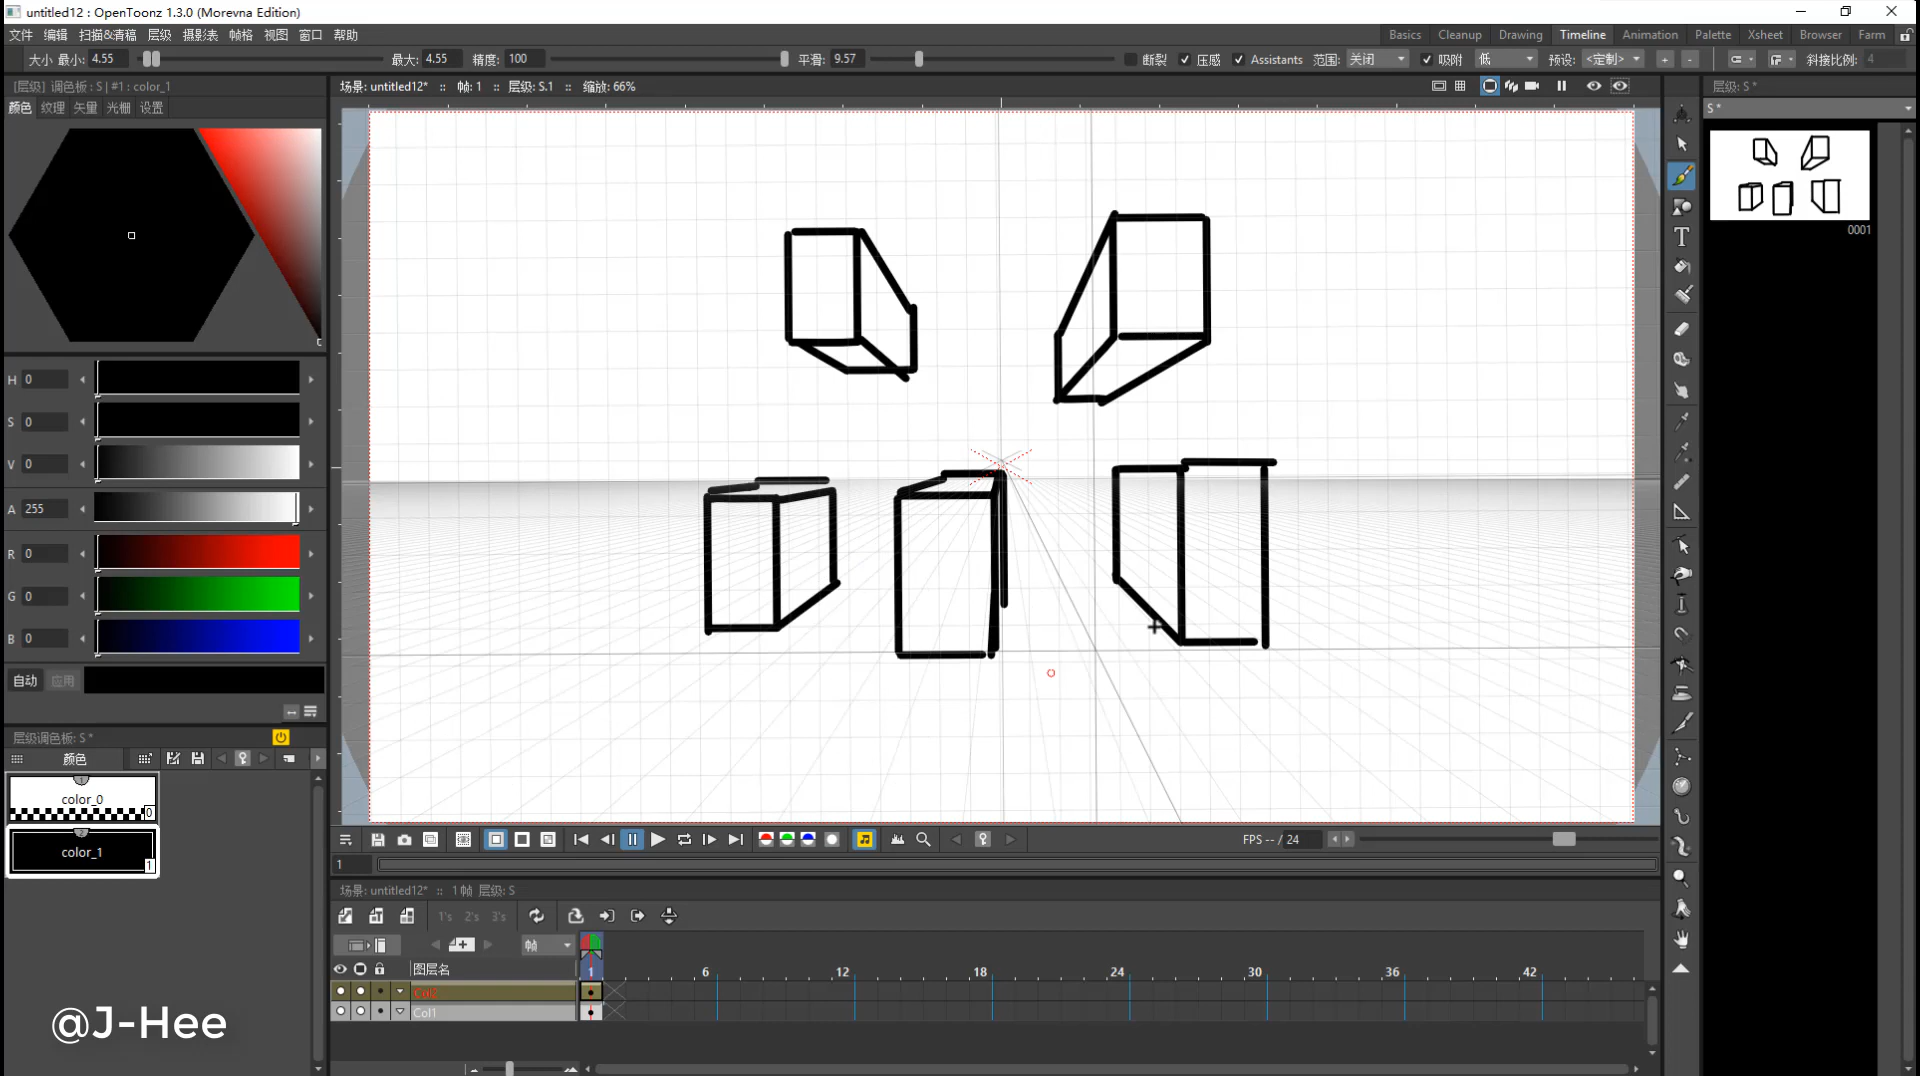 untitled12 : OpenToonz 1.3.0 (Morevna Edition)
文件 编辑 扫描&清稿 层级 摄影表 帧格 视图 窗口 帮助 Basics Cleanup Drawing Timeline Animation Palette Xsheet Browser Farm
大小 最小: 4.55 最大: 4.55 精度: 100 平滑: 9.57 断裂 压感 Assistants 范围: 关闭 吸附 低 预设: <定制> + - 斜接比例: 4
[层级] 调色板 : S | #1 : color_1
场景: untitled12* :: 帧: 1 :: 层级: S.1 :: 缩放: 66%
层级: S *
颜色 纹理 矢量 光栅 设置
S *
0001
H 0
S 0
V 0
A 255
R 0
G 0
B 0
自动 应用
层级调色板: S *
颜色
color_0
0
color_1
1
FPS -- / 24
1
场景: untitled12* :: 1 帧 层级: S
1's 2's 3's
帧
图层名
1 6 12 18 24 30 36 42
Col2
Col1
@J-Hee